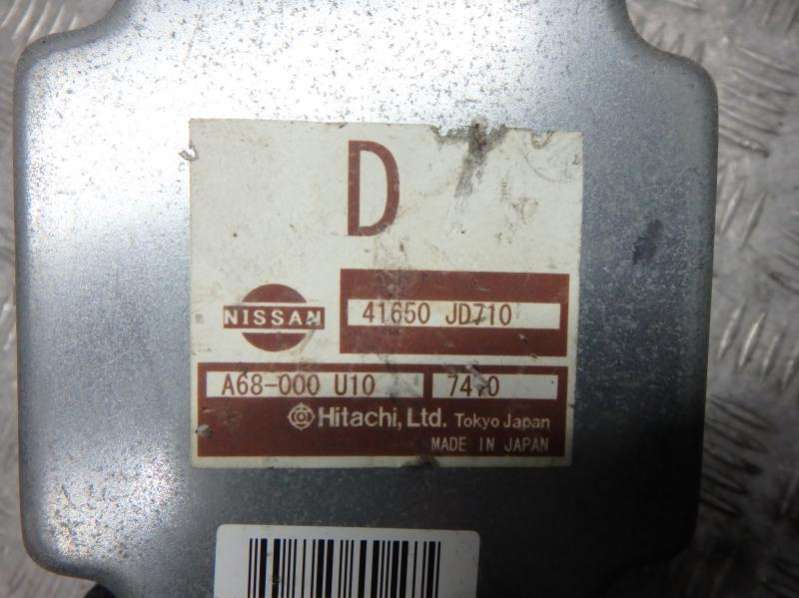 D
NISSAN
41650 JD710
A68-000 U10
Hitachi, Ltd. Tokyo Japan
MADE IN JAPAN